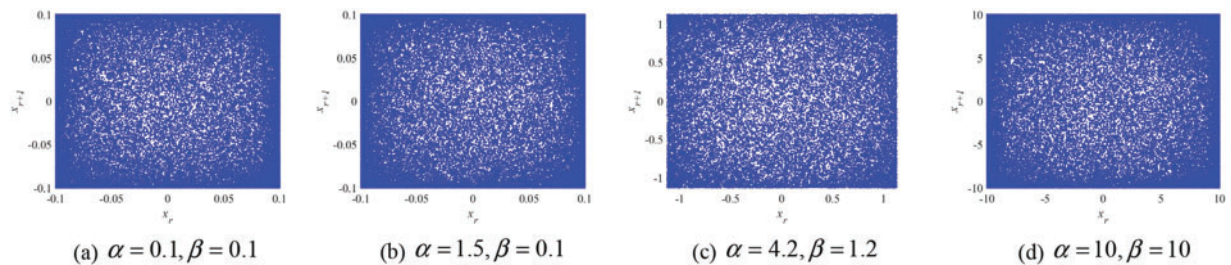 0.1
0.05
0
-0.05
-0.1
-0.1 -0.05 0 0.05 0.1
x_{r+1}
x_r
(a) α = 0.1, β = 0.1
0.1
0.05
0
-0.05
-0.1
-0.1 -0.05 0 0.05 0.1
x_{r+1}
x_r
(b) α = 1.5, β = 0.1
1
0.5
0
-0.5
-1
-1 -0.5 0 0.5 1
x_{r+1}
x_r
(c) α = 4.2, β = 1.2
10
5
0
-5
-10
-10 -5 0 5 10
x_{r+1}
x_r
(d) α = 10, β = 10